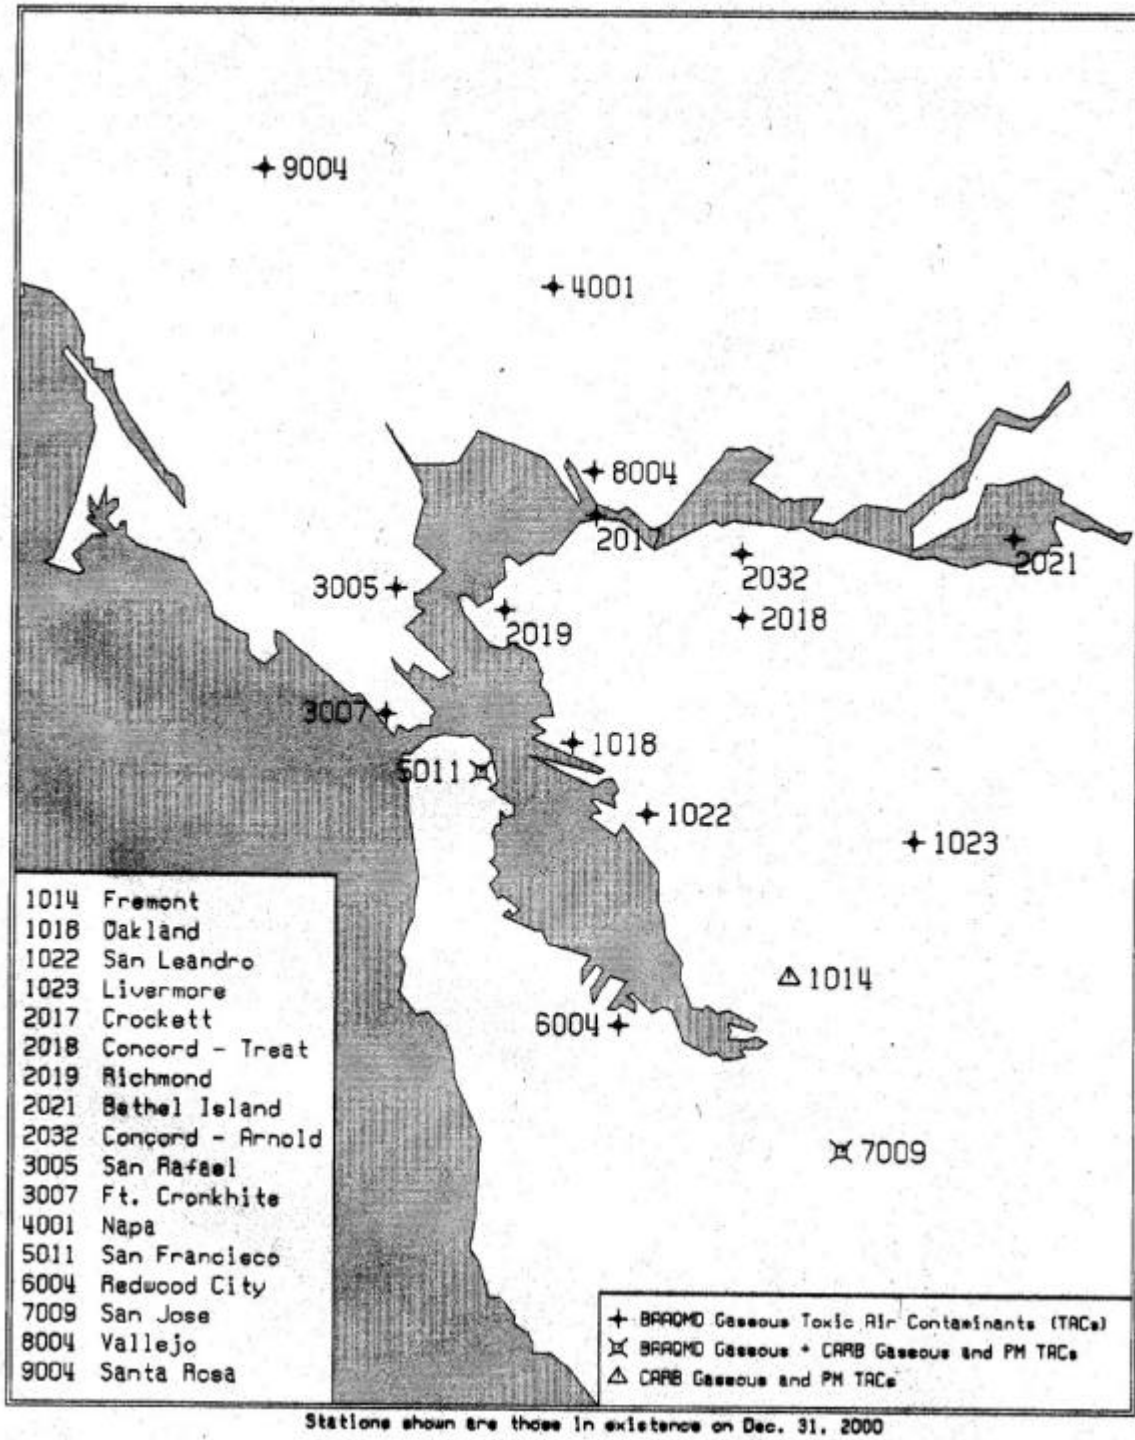 9004
4001
8004
201
2021
2032
3005
2019
2018
3007
1018
5011
1022
1023
1014
6004
7009
1014 Fremont
1018 Oakland
1022 San Leandro
1023 Livermore
2017 Crockett
2018 Concord - Treat
2019 Richmond
2021 Bethel Island
2032 Concord - Arnold
3005 San Rafael
3007 Ft. Cronkhite
4001 Napa
5011 San Francisco
6004 Redwood City
7009 San Jose
8004 Vallejo
9004 Santa Rosa
BAAQMD Gaseous Toxic Air Contaminants (TACs)
BAAQMD Gaseous + CARB Gaseous and PM TACs
CARB Gaseous and PM TACs
Stations shown are those in existence on Dec. 31, 2000